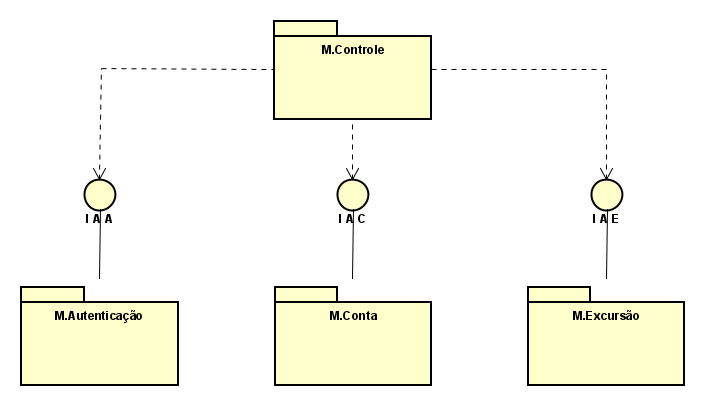 M.Controle
I A A
I A C
I A E
M.Autenticação
M.Conta
M.Excursão